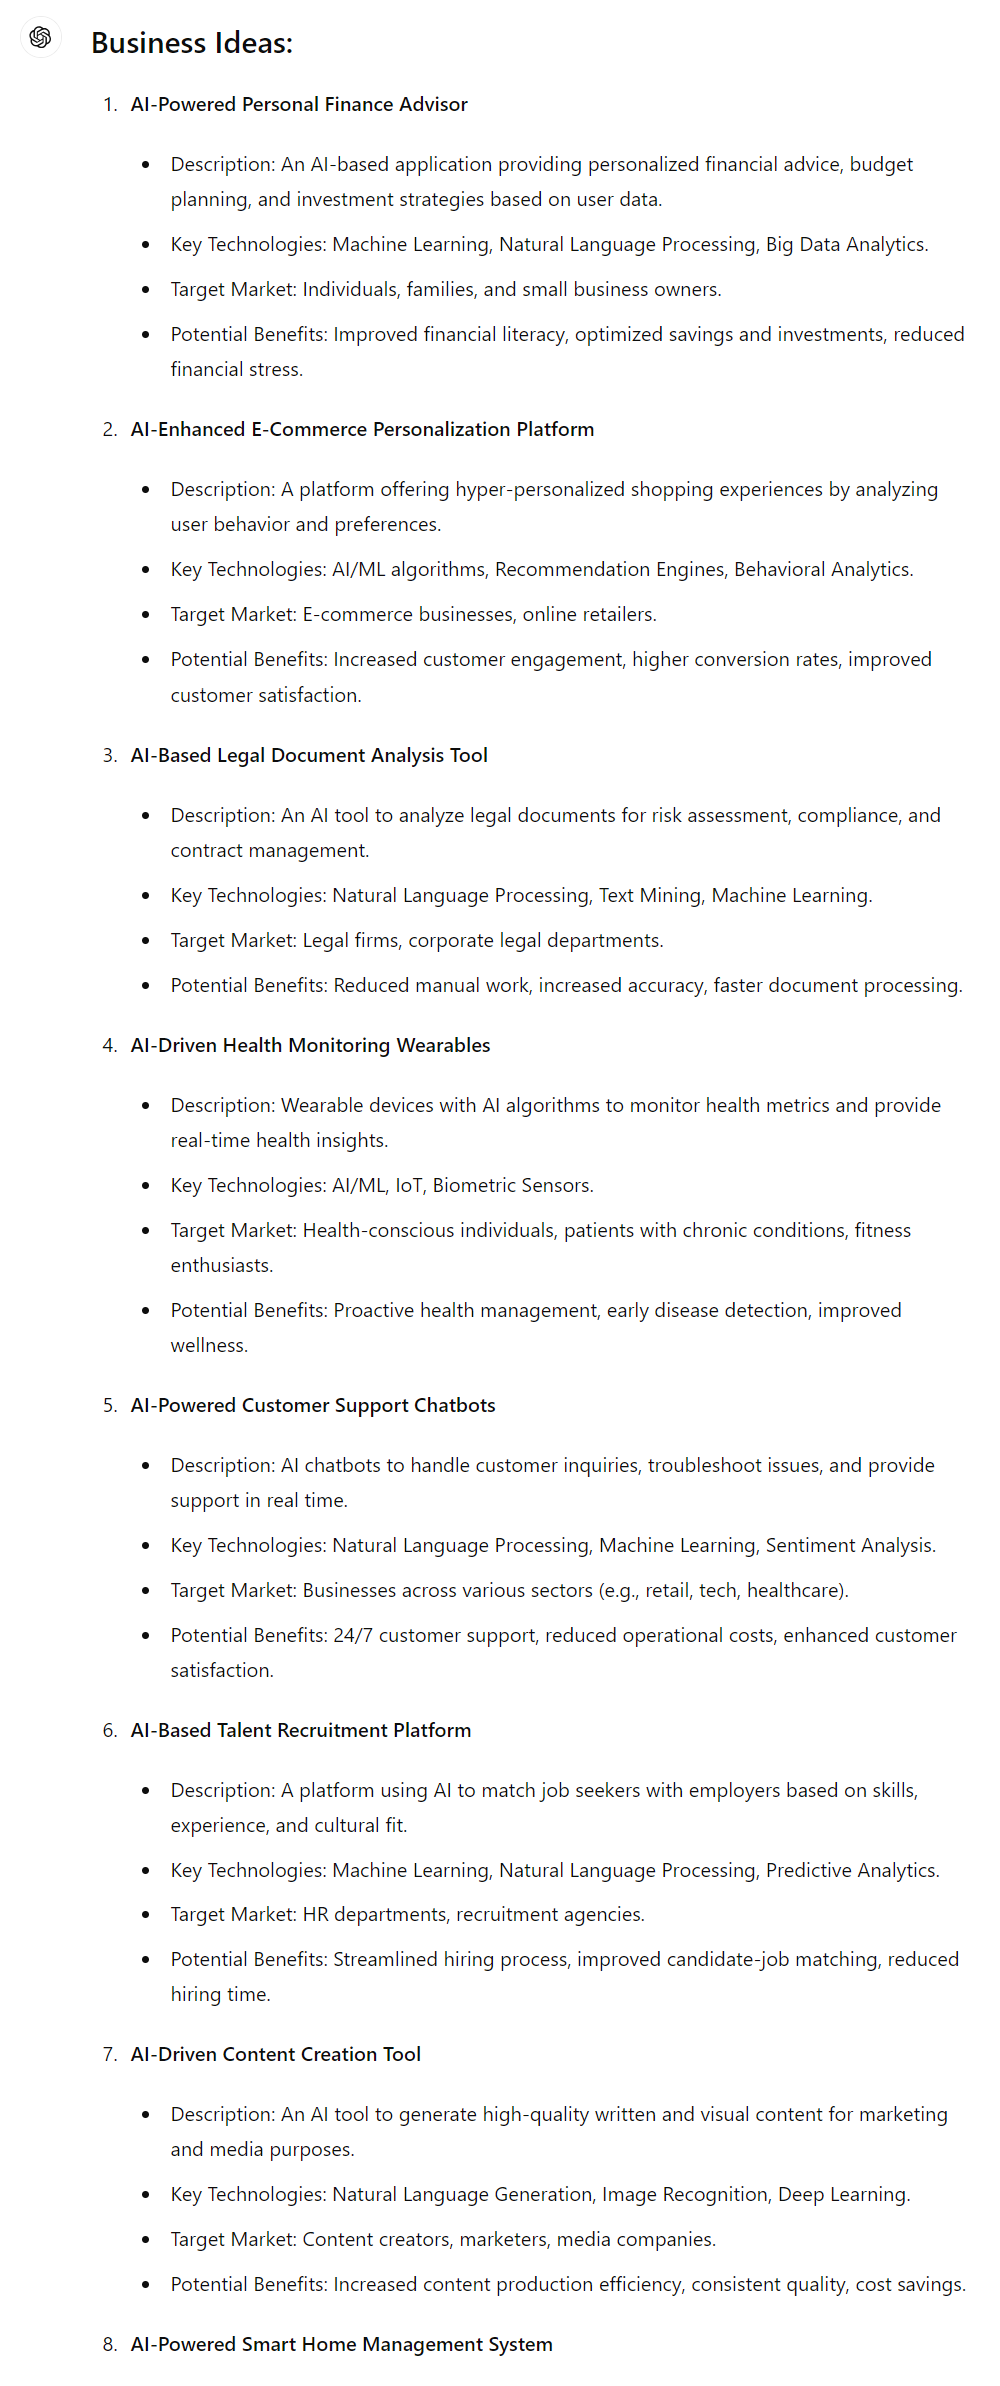 Business Ideas:
1. AI-Powered Personal Finance Advisor
• Description: An AI-based application providing personalized financial advice, budget
planning, and investment strategies based on user data.
• Key Technologies: Machine Learning, Natural Language Processing, Big Data Analytics.
• Target Market: Individuals, families, and small business owners.
• Potential Benefits: Improved financial literacy, optimized savings and investments, reduced
financial stress.
2. AI-Enhanced E-Commerce Personalization Platform
• Description: A platform offering hyper-personalized shopping experiences by analyzing
user behavior and preferences.
• Key Technologies: AI/ML algorithms, Recommendation Engines, Behavioral Analytics.
• Target Market: E-commerce businesses, online retailers.
• Potential Benefits: Increased customer engagement, higher conversion rates, improved
customer satisfaction.
3. AI-Based Legal Document Analysis Tool
• Description: An AI tool to analyze legal documents for risk assessment, compliance, and
contract management.
• Key Technologies: Natural Language Processing, Text Mining, Machine Learning.
• Target Market: Legal firms, corporate legal departments.
• Potential Benefits: Reduced manual work, increased accuracy, faster document processing.
4. AI-Driven Health Monitoring Wearables
• Description: Wearable devices with AI algorithms to monitor health metrics and provide
real-time health insights.
• Key Technologies: AI/ML, IoT, Biometric Sensors.
• Target Market: Health-conscious individuals, patients with chronic conditions, fitness
enthusiasts.
• Potential Benefits: Proactive health management, early disease detection, improved
wellness.
5. AI-Powered Customer Support Chatbots
• Description: AI chatbots to handle customer inquiries, troubleshoot issues, and provide
support in real time.
• Key Technologies: Natural Language Processing, Machine Learning, Sentiment Analysis.
• Target Market: Businesses across various sectors (e.g., retail, tech, healthcare).
• Potential Benefits: 24/7 customer support, reduced operational costs, enhanced customer
satisfaction.
6. AI-Based Talent Recruitment Platform
• Description: A platform using AI to match job seekers with employers based on skills,
experience, and cultural fit.
• Key Technologies: Machine Learning, Natural Language Processing, Predictive Analytics.
• Target Market: HR departments, recruitment agencies.
• Potential Benefits: Streamlined hiring process, improved candidate-job matching, reduced
hiring time.
7. AI-Driven Content Creation Tool
• Description: An AI tool to generate high-quality written and visual content for marketing
and media purposes.
• Key Technologies: Natural Language Generation, Image Recognition, Deep Learning.
• Target Market: Content creators, marketers, media companies.
• Potential Benefits: Increased content production efficiency, consistent quality, cost savings.
8. AI-Powered Smart Home Management System